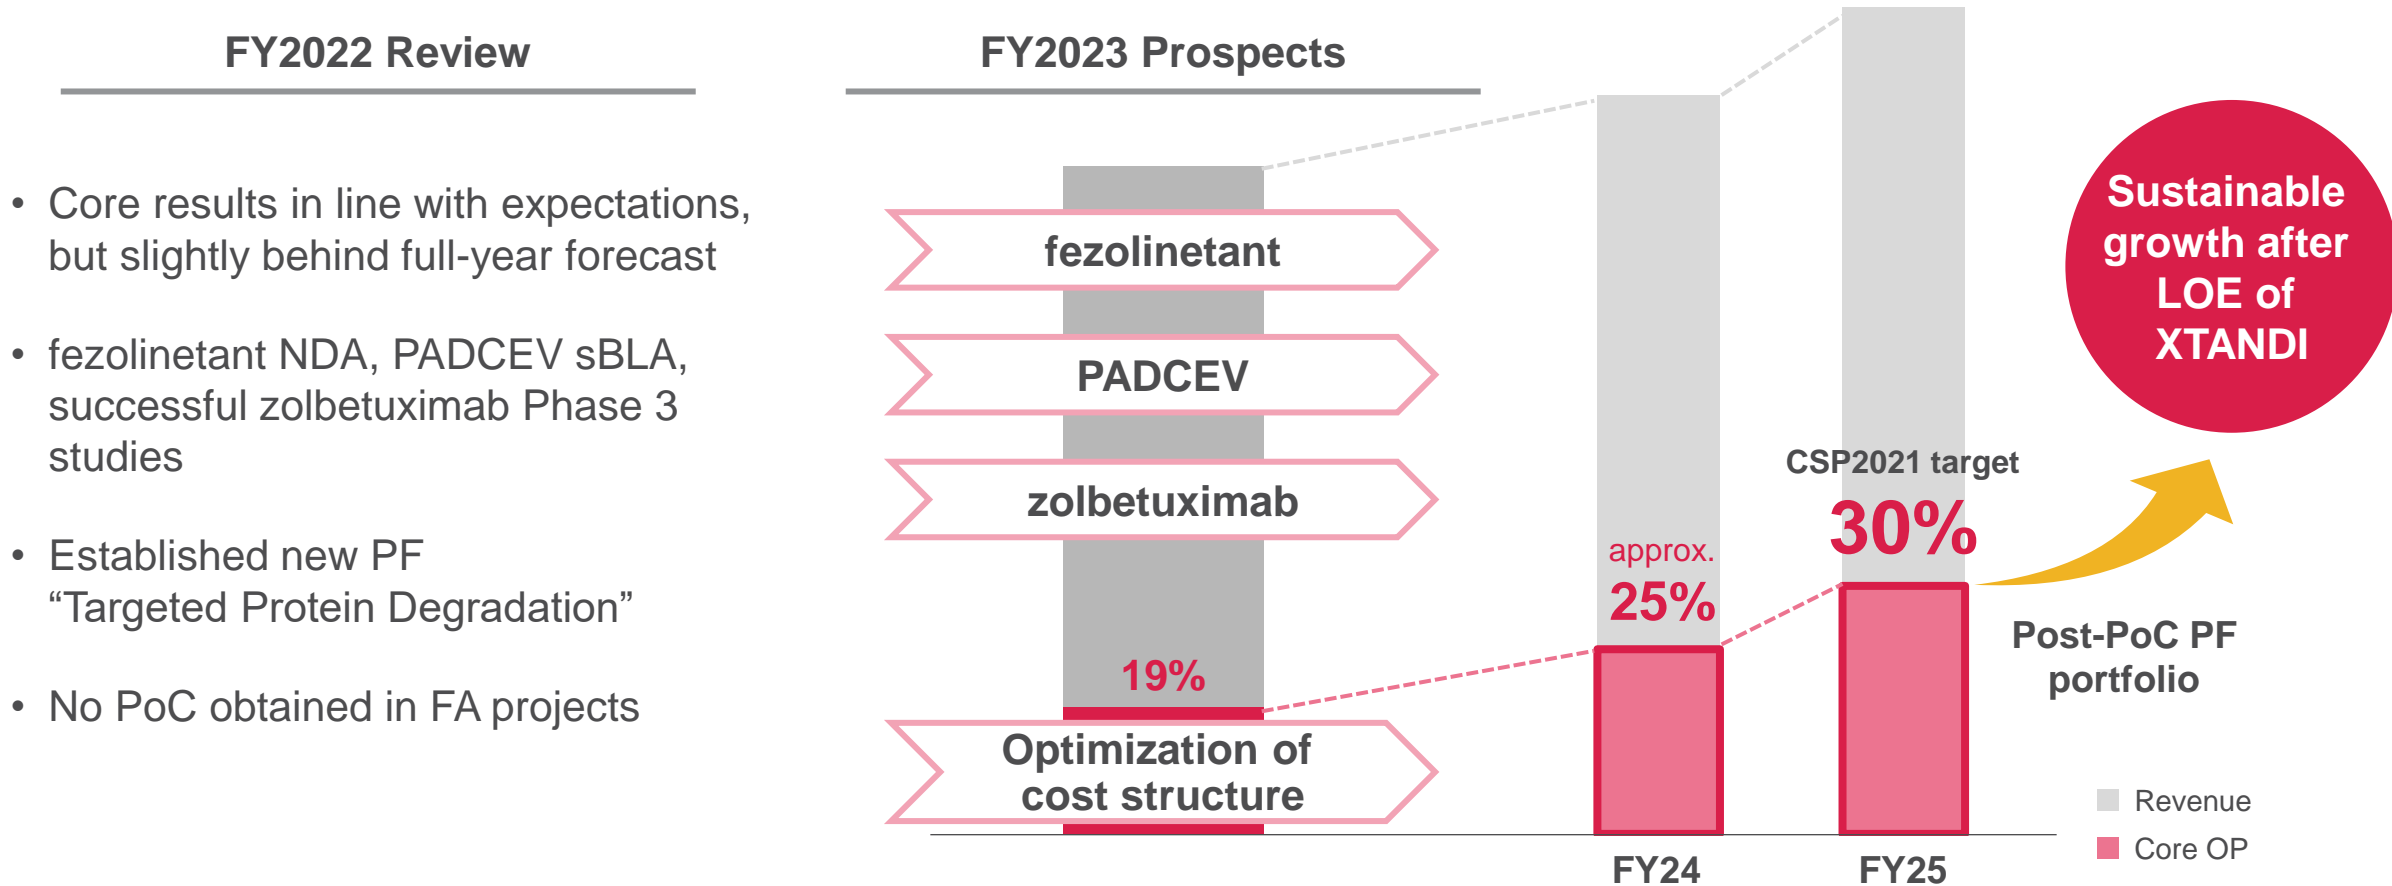 FY2022 Review
• Core results in line with expectations,
but slightly behind full-year forecast
• fezolinetant NDA, PADCEV sBLA,
successful zolbetuximab Phase 3
studies
• Established new PF
“Targeted Protein Degradation”
• No PoC obtained in FA projects
FY2023 Prospects
fezolinetant
PADCEV
zolbetuximab
19%
Optimization of
cost structure
approx.
25%
FY24
CSP2021 target
30%
FY25
Sustainable
growth after
LOE of
XTANDI
Post-PoC PF
portfolio
Revenue
Core OP